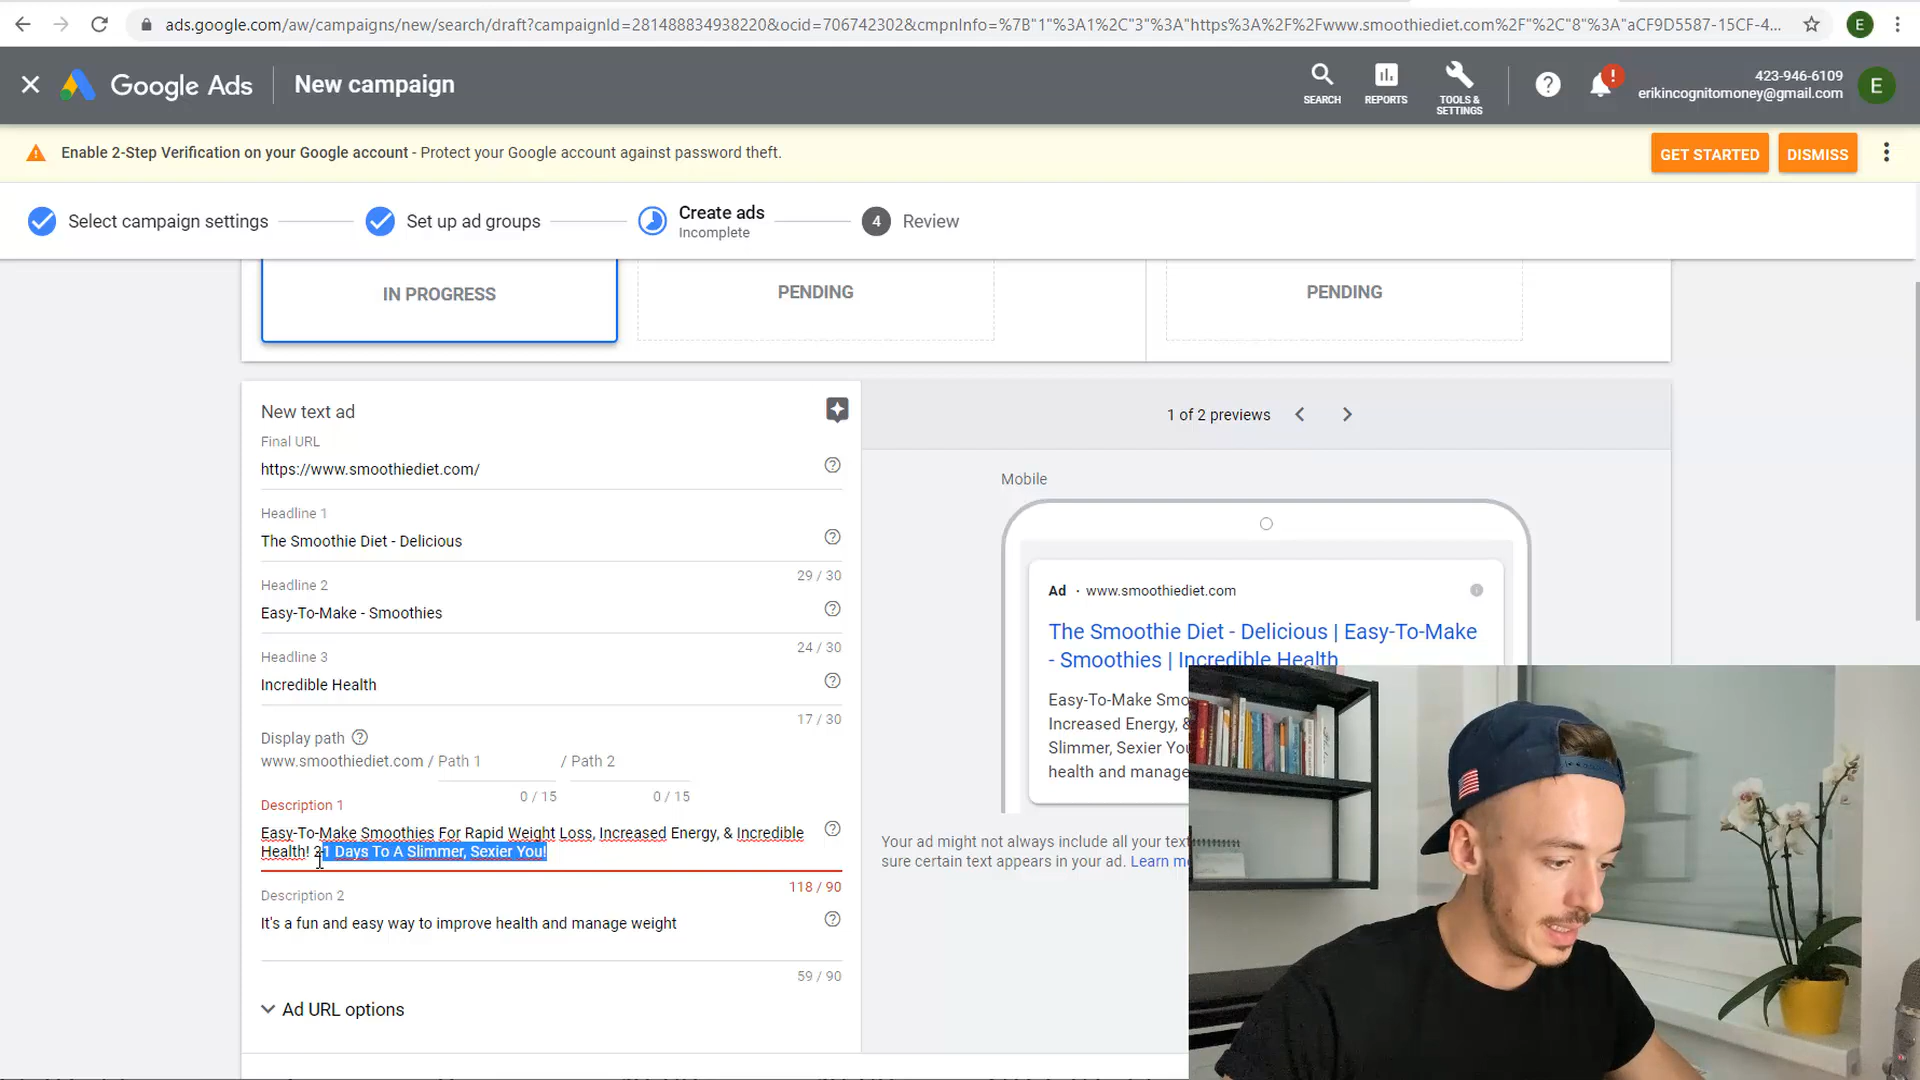 ads.google.com/aw/campaigns/new/search/draft?campaignId=281488834938220&ocid=706742302&cmpnInfo=%7B"1"%3A1%2C"3"%3A"https%3A%2F%2Fwww.smoothiediet.com%2F"%2C"8"%3A"aCF9D5587-15CF-4...
E
Google Ads
New campaign
SEARCH
REPORTS
TOOLS & SETTINGS
423-946-6109
erikincognitomoney@gmail.com
E
Enable 2-Step Verification on your Google account - Protect your Google account against password theft.
GET STARTED
DISMISS
Select campaign settings
Set up ad groups
Create ads
Incomplete
4
Review
IN PROGRESS
PENDING
PENDING
New text ad
Final URL
https://www.smoothiediet.com/
Headline 1
The Smoothie Diet - Delicious
29 / 30
Headline 2
Easy-To-Make - Smoothies
24 / 30
Headline 3
Incredible Health
17 / 30
Display path
www.smoothiediet.com / Path 1 / Path 2
0 / 15
0 / 15
Description 1
Easy-To-Make Smoothies For Rapid Weight Loss, Increased Energy, & Incredible
Health! 21 Days To A Slimmer, Sexier You!
118 / 90
Description 2
It's a fun and easy way to improve health and manage weight
59 / 90
Ad URL options
1 of 2 previews
Mobile
Ad · www.smoothiediet.com
The Smoothie Diet - Delicious | Easy-To-Make
- Smoothies | Incredible Health
Easy-To-Make Smo
Increased Energy, &
Slimmer, Sexier You
health and manage
Your ad might not always include all your text
sure certain text appears in your ad. Learn m